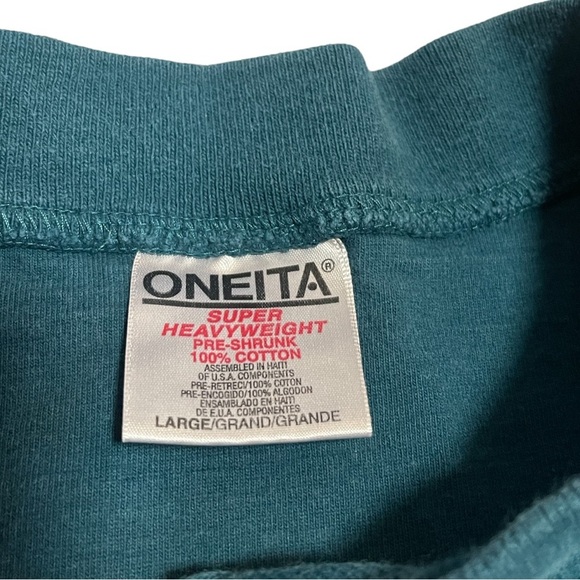 ONEITA®
SUPER
HEAVYWEIGHT
PRE-SHRUNK
100% COTTON
ASSEMBLED IN HAITI
OF U.S.A. COMPONENTS
PRE-RETRECI/100% COTON
PRE-ENCOGIDO/100% ALGODON
ENSAMBLADO EN HAITI
DE E.U.A. COMPONENTES
LARGE/GRAND/GRANDE